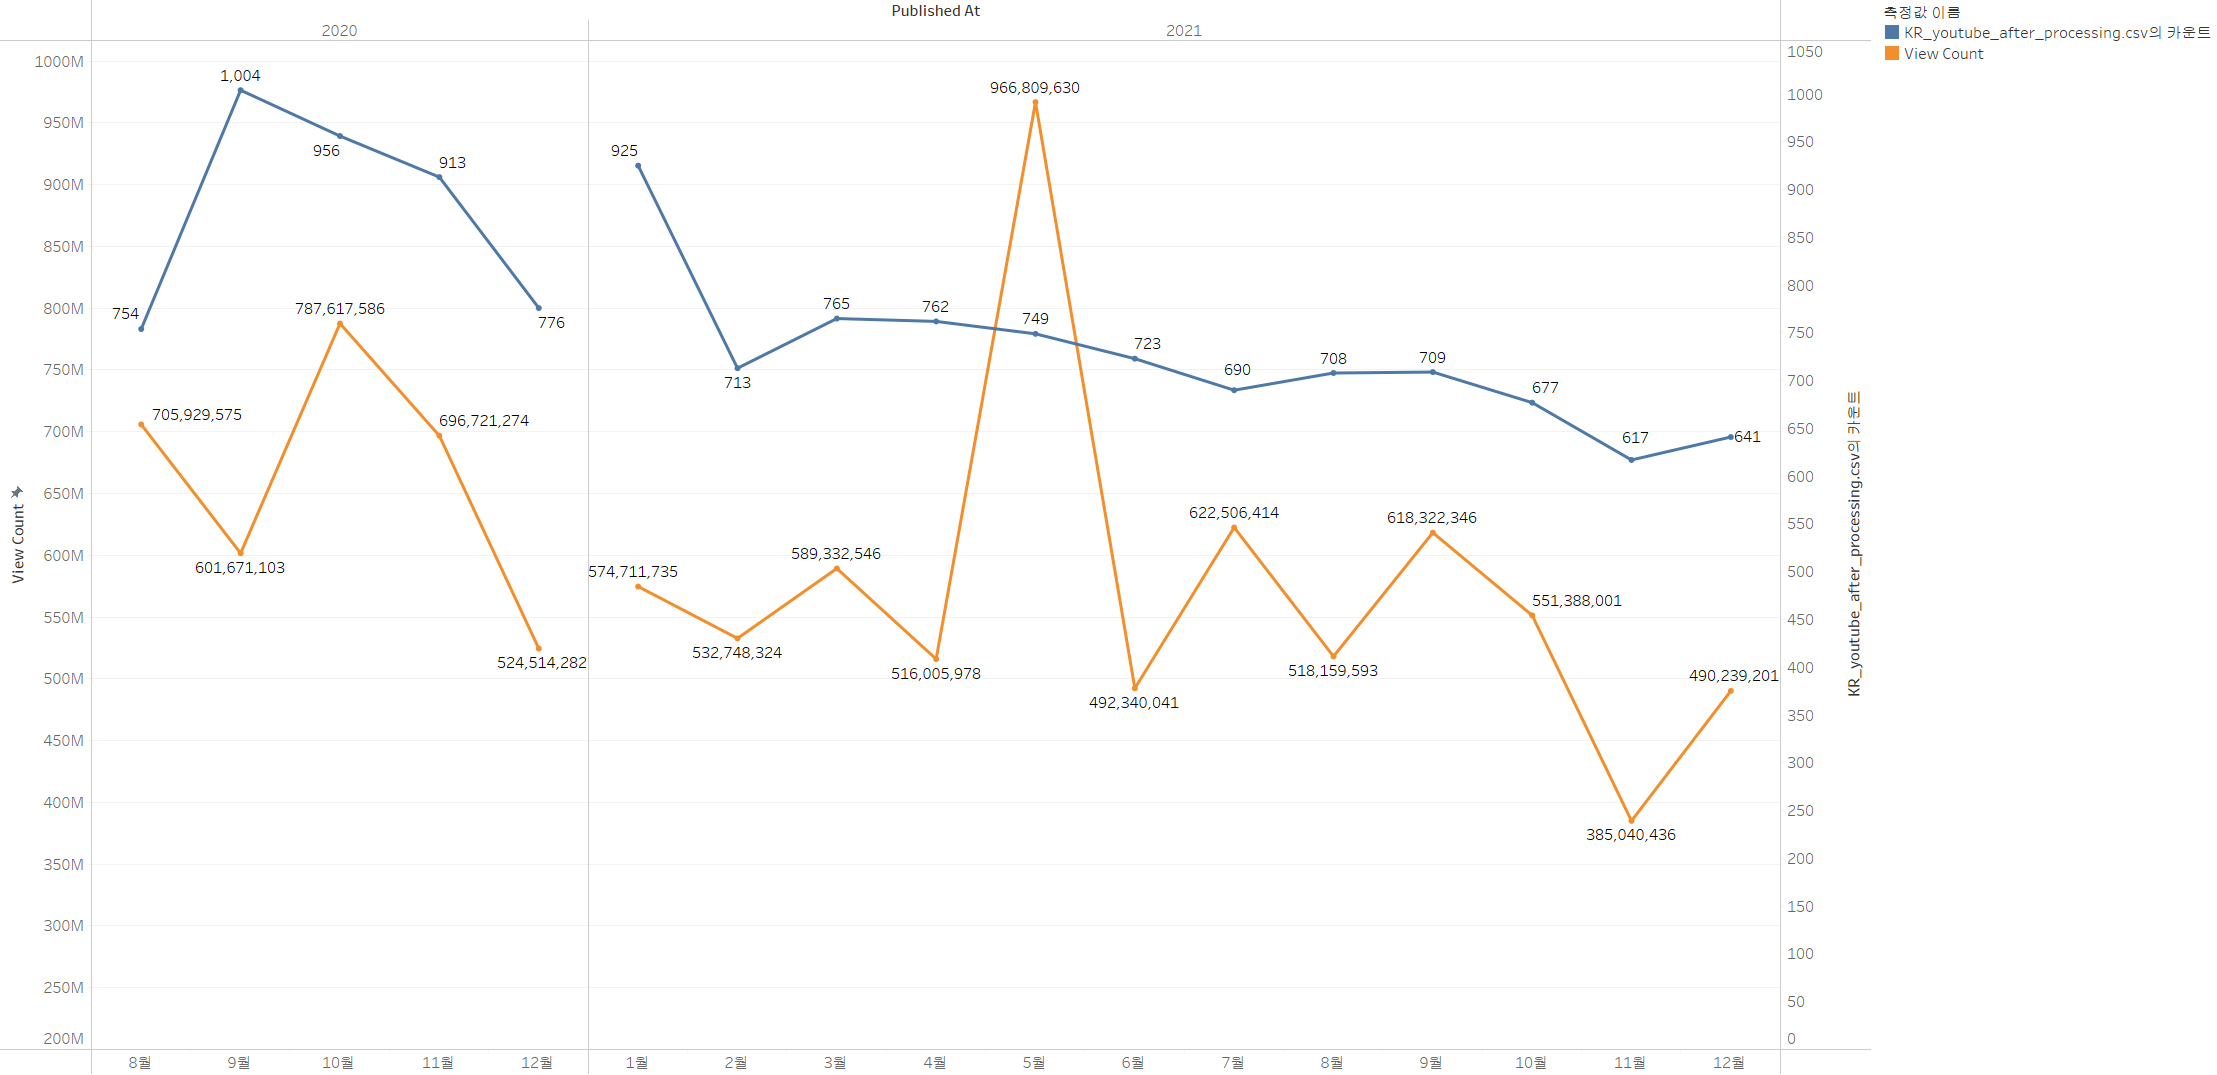 Published At
2020
2021
측정값 이름
KR_youtube_after_processing.csv의 카운트
View Count
1000M
950M
900M
850M
800M
750M
700M
650M
600M
550M
500M
450M
400M
350M
300M
250M
200M
View Count
1050
1000
950
900
850
800
750
700
650
600
550
500
450
400
350
300
250
200
150
100
50
0
KR_youtube_after_processing.csv의 카운트
754
1,004
956
913
776
925
713
765
762
749
723
690
708
709
677
617
641
705,929,575
601,671,103
787,617,586
696,721,274
524,514,282
574,711,735
532,748,324
589,332,546
516,005,978
966,809,630
492,340,041
622,506,414
518,159,593
618,322,346
551,388,001
385,040,436
490,239,201
8월 9월 10월 11월 12월 1월 2월 3월 4월 5월 6월 7월 8월 9월 10월 11월 12월